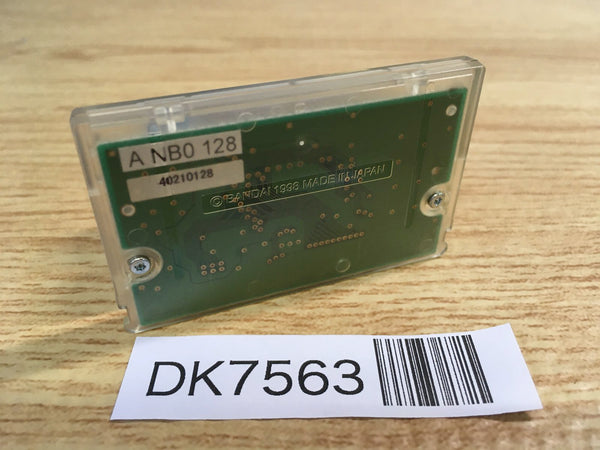 A NB0 128
40210128
©BANDAI 1998 MADE IN JAPAN
DK7563